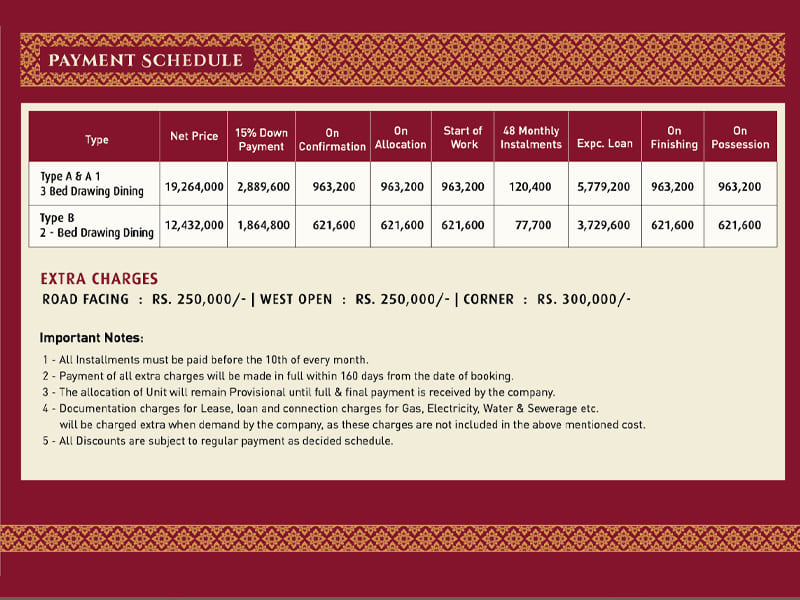 PAYMENT SCHEDULE
Type Net Price 15% Down Payment On Confirmation On Allocation Start of Work 48 Monthly Instalments Expc. Loan On Finishing On Possession
Type A & A 1
3 Bed Drawing Dining 19,264,000 2,889,600 963,200 963,200 963,200 120,400 5,779,200 963,200 963,200
Type B
2 - Bed Drawing Dining 12,432,000 1,864,800 621,600 621,600 621,600 77,700 3,729,600 621,600 621,600
EXTRA CHARGES
ROAD FACING : RS. 250,000/- | WEST OPEN : RS. 250,000/- | CORNER : RS. 300,000/-
Important Notes:
1 - All Installments must be paid before the 10th of every month.
2 - Payment of all extra charges will be made in full within 160 days from the date of booking.
3 - The allocation of Unit will remain Provisional until full & final payment is received by the company.
4 - Documentation charges for Lease, loan and connection charges for Gas, Electricity, Water & Sewerage etc.
will be charged extra when demand by the company, as these charges are not included in the above mentioned cost.
5 - All Discounts are subject to regular payment as decided schedule.